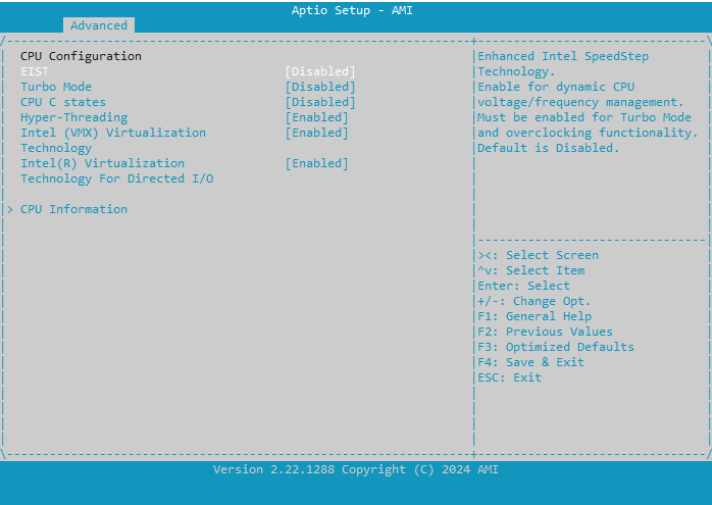 Aptio Setup - AMI
Advanced
CPU Configuration
EIST [Disabled]
Turbo Mode [Disabled]
CPU C states [Disabled]
Hyper-Threading [Enabled]
Intel (VMX) Virtualization [Enabled]
Technology
Intel(R) Virtualization [Enabled]
Technology For Directed I/O
> CPU Information
Enhanced Intel SpeedStep
Technology.
Enable for dynamic CPU
voltage/frequency management.
Must be enabled for Turbo Mode
and overclocking functionality.
Default is Disabled.
><: Select Screen
^v: Select Item
Enter: Select
+/-: Change Opt.
F1: General Help
F2: Previous Values
F3: Optimized Defaults
F4: Save & Exit
ESC: Exit
Version 2.22.1288 Copyright (C) 2024 AMI